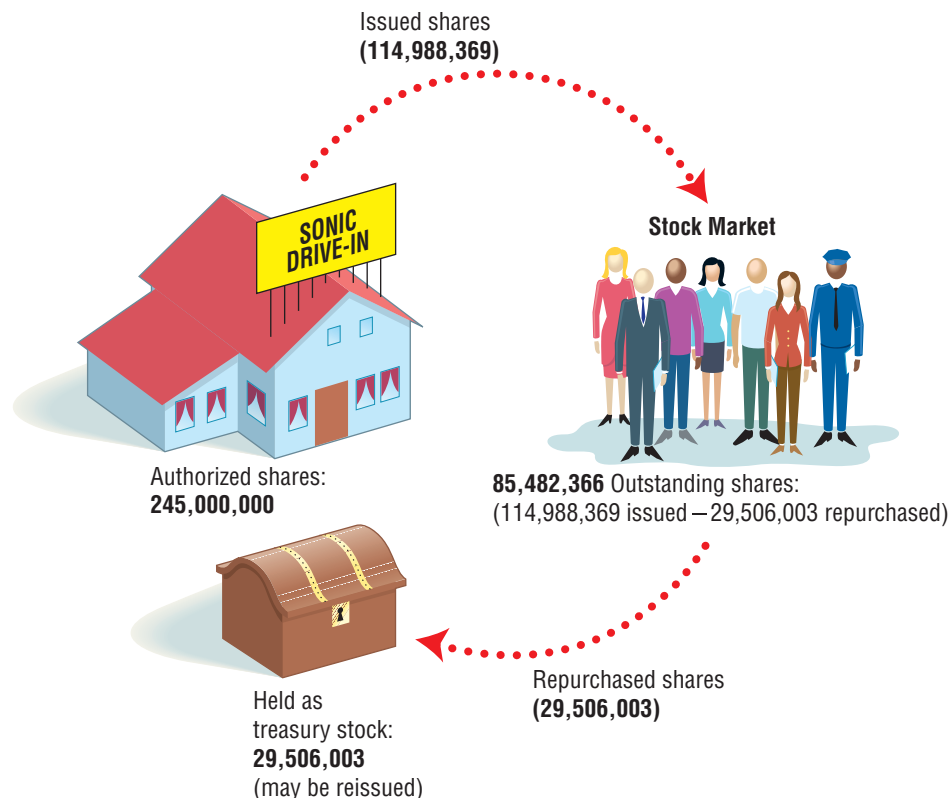 Issued shares
(114,988,369)
SONIC
DRIVE-IN
Stock Market
Authorized shares:
245,000,000
85,482,366 Outstanding shares:
(114,988,369 issued – 29,506,003 repurchased)
Repurchased shares
(29,506,003)
Held as
treasury stock:
29,506,003
(may be reissued)